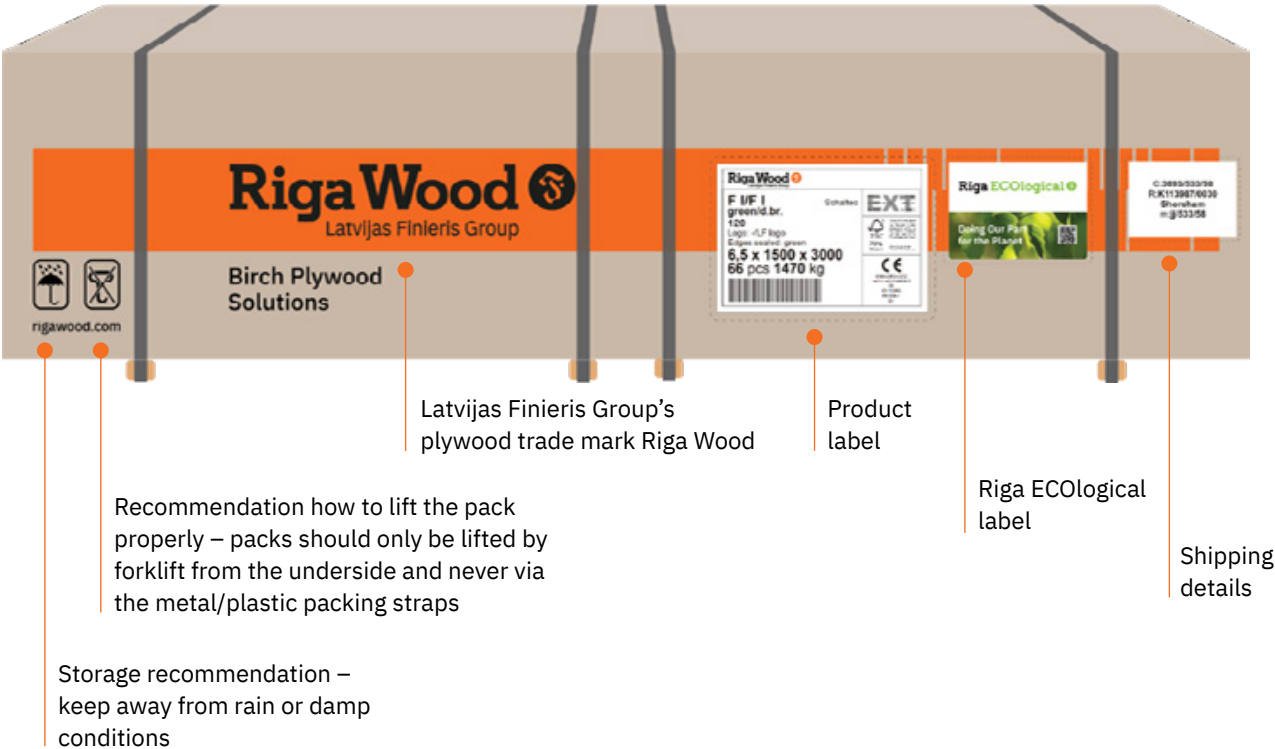 Riga Wood
Latvijas Finieris Group
Birch Plywood
Solutions
rigawood.com
Riga Wood
F I/F I
green/d.br.
120
Edges sealed: green
6,5 x 1500 x 3000
66 pcs 1470 kg
EXT
FSC
CE
Riga ECOlogical
Doing Our Part
for the Planet
Shoreham
Latvijas Finieris Group’s
plywood trade mark Riga Wood
Product
label
Riga ECOlogical
label
Shipping
details
Recommendation how to lift the pack
properly – packs should only be lifted by
forklift from the underside and never via
the metal/plastic packing straps
Storage recommendation –
keep away from rain or damp
conditions